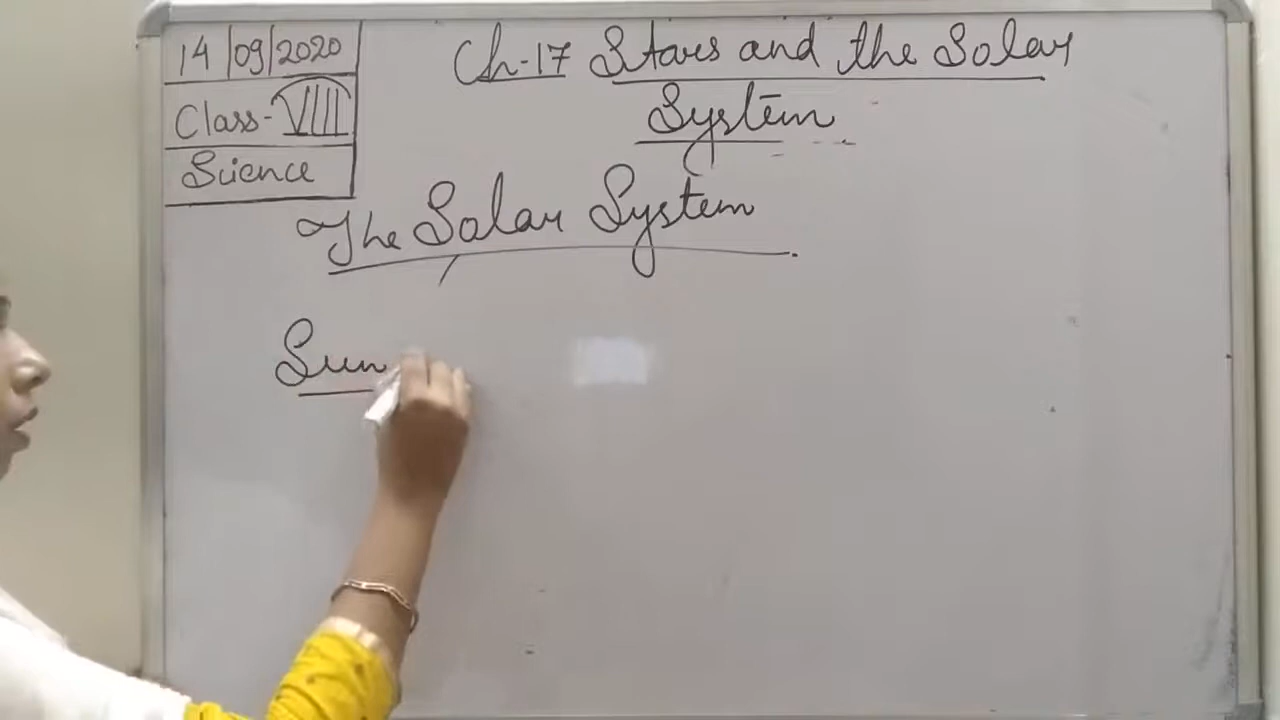 14/09/2020
Class-VIII
Science
Ch-17 Stars and the Solar
System
The Solar System
Sun